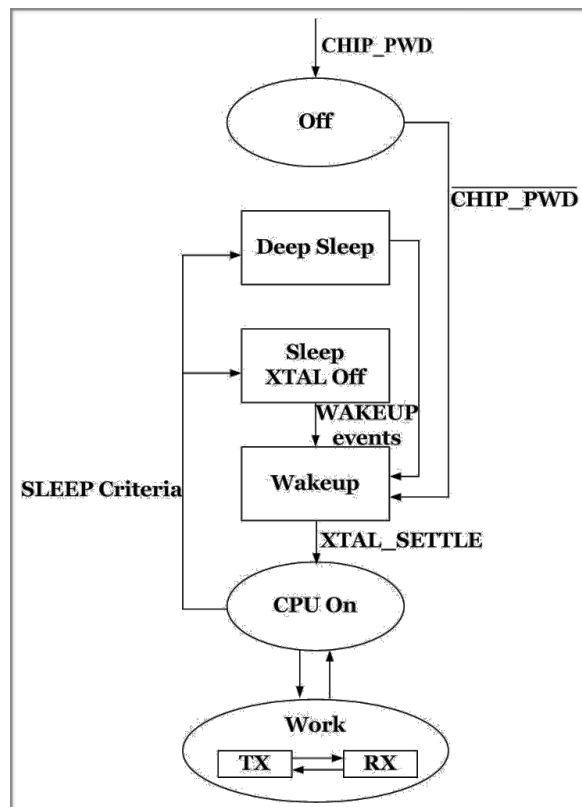 CHIP_PWD
Off
CHIP_PWD
Deep Sleep
Sleep
XTAL Off
WAKEUP
events
Wakeup
SLEEP Criteria
XTAL_SETTLE
CPU On
Work
TX
RX